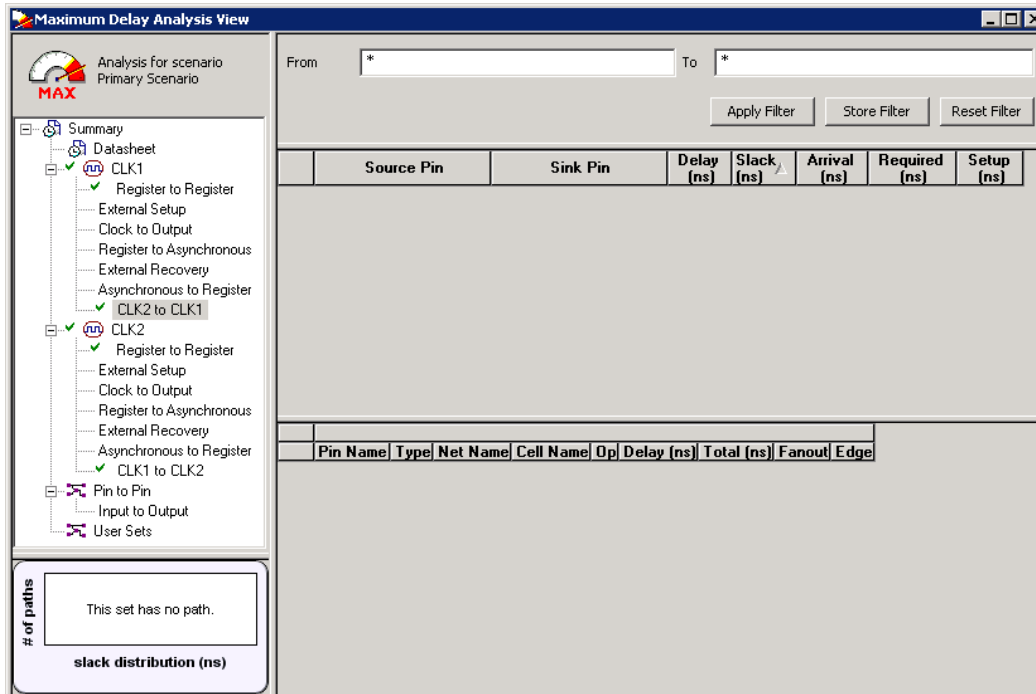 Maximum Delay Analysis View
Analysis for scenario
Primary Scenario
MAX
Summary
Datasheet
CLK1
Register to Register
External Setup
Clock to Output
Register to Asynchronous
External Recovery
Asynchronous to Register
CLK2 to CLK1
CLK2
Register to Register
External Setup
Clock to Output
Register to Asynchronous
External Recovery
Asynchronous to Register
CLK1 to CLK2
Pin to Pin
Input to Output
User Sets
# of paths
This set has no path.
slack distribution (ns)
From * To *
Apply Filter Store Filter Reset Filter
Source Pin Sink Pin Delay (ns) Slack (ns) Arrival (ns) Required (ns) Setup (ns)
Pin Name Type Net Name Cell Name Op Delay (ns) Total (ns) Fanout Edge